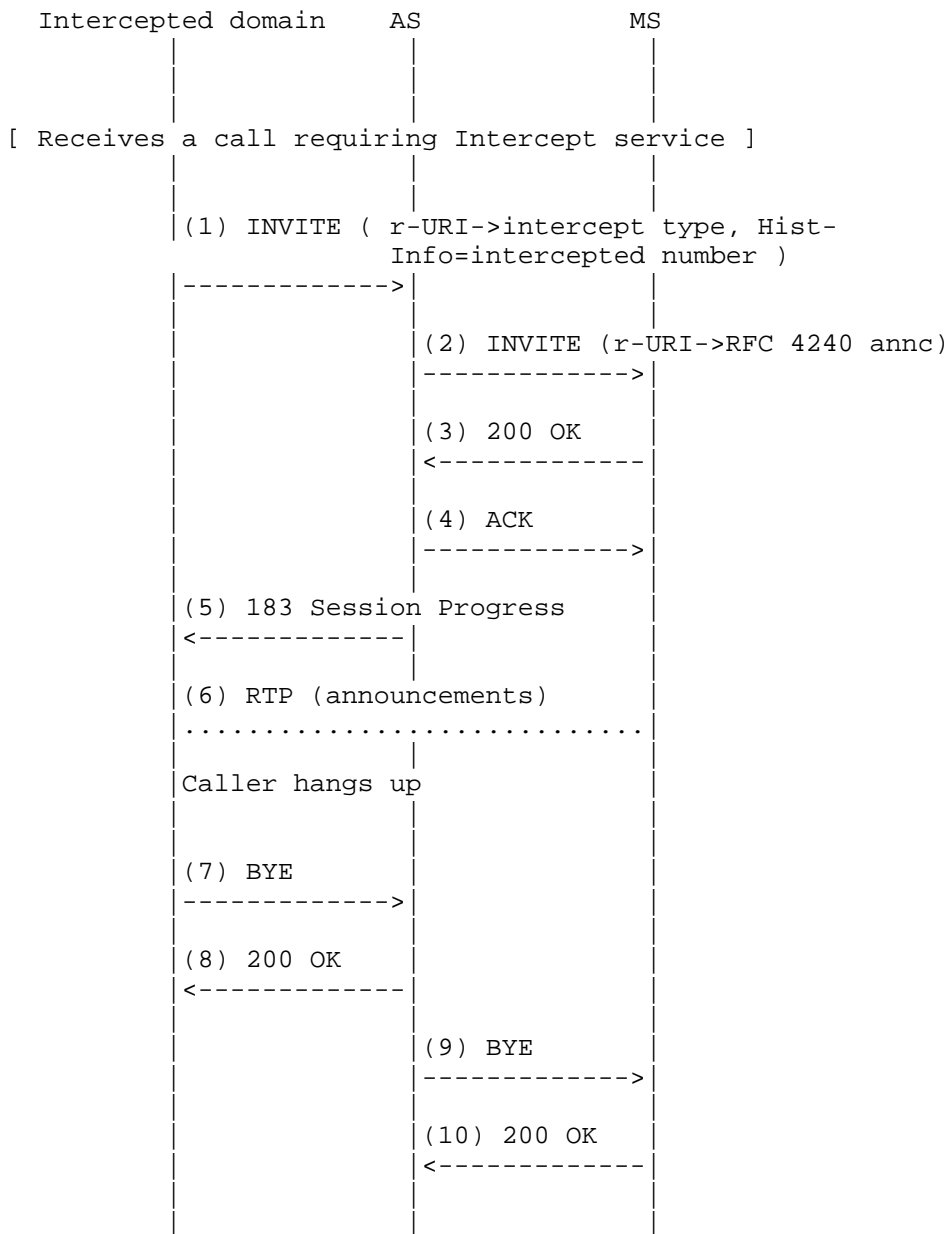 Intercepted domain AS MS
[ Receives a call requiring Intercept service ]
(1) INVITE ( r-URI->intercept type, Hist-
Info=intercepted number )
(2) INVITE (r-URI->RFC 4240 annc)
(3) 200 OK
(4) ACK
(5) 183 Session Progress
(6) RTP (announcements)
Caller hangs up
(7) BYE
(8) 200 OK
(9) BYE
(10) 200 OK